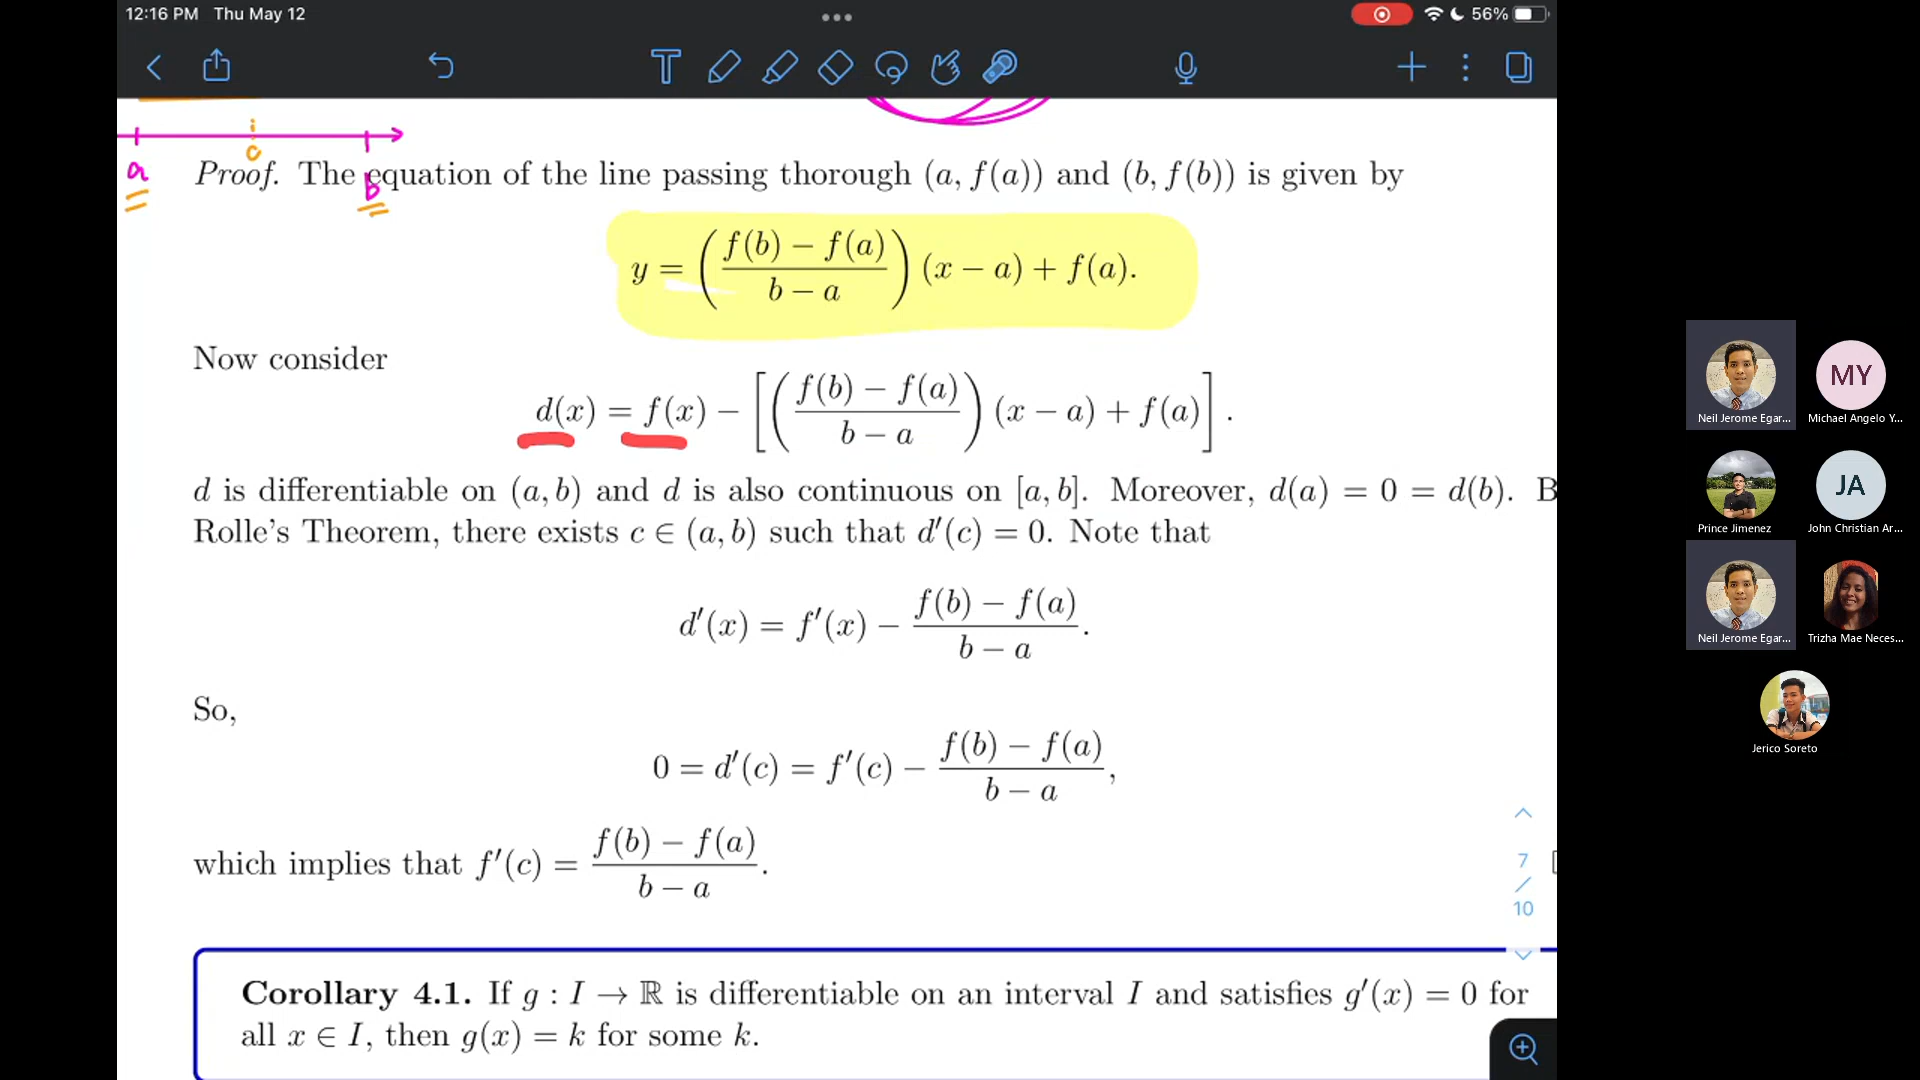 12:16 PM Thu May 12
56%
a
c
b
Proof. The equation of the line passing thorough (a, f(a)) and (b, f(b)) is given by
y = ( f(b) − f(a) / b − a ) (x − a) + f(a).
Now consider
d(x) = f(x) − [ ( f(b) − f(a) / b − a ) (x − a) + f(a) ] .
d is differentiable on (a, b) and d is also continuous on [a, b]. Moreover, d(a) = 0 = d(b). B
Rolle's Theorem, there exists c ∈ (a, b) such that d′(c) = 0. Note that
d′(x) = f′(x) − f(b) − f(a) / b − a .
So,
0 = d′(c) = f′(c) − f(b) − f(a) / b − a ,
which implies that f′(c) = f(b) − f(a) / b − a .
7
/
10
Corollary 4.1. If g : I → ℝ is differentiable on an interval I and satisfies g′(x) = 0 for
all x ∈ I, then g(x) = k for some k.
Neil Jerome Egar...
MY
Michael Angelo Y...
Prince Jimenez
JA
John Christian Ar...
Neil Jerome Egar...
Trizha Mae Neces...
Jerico Soreto